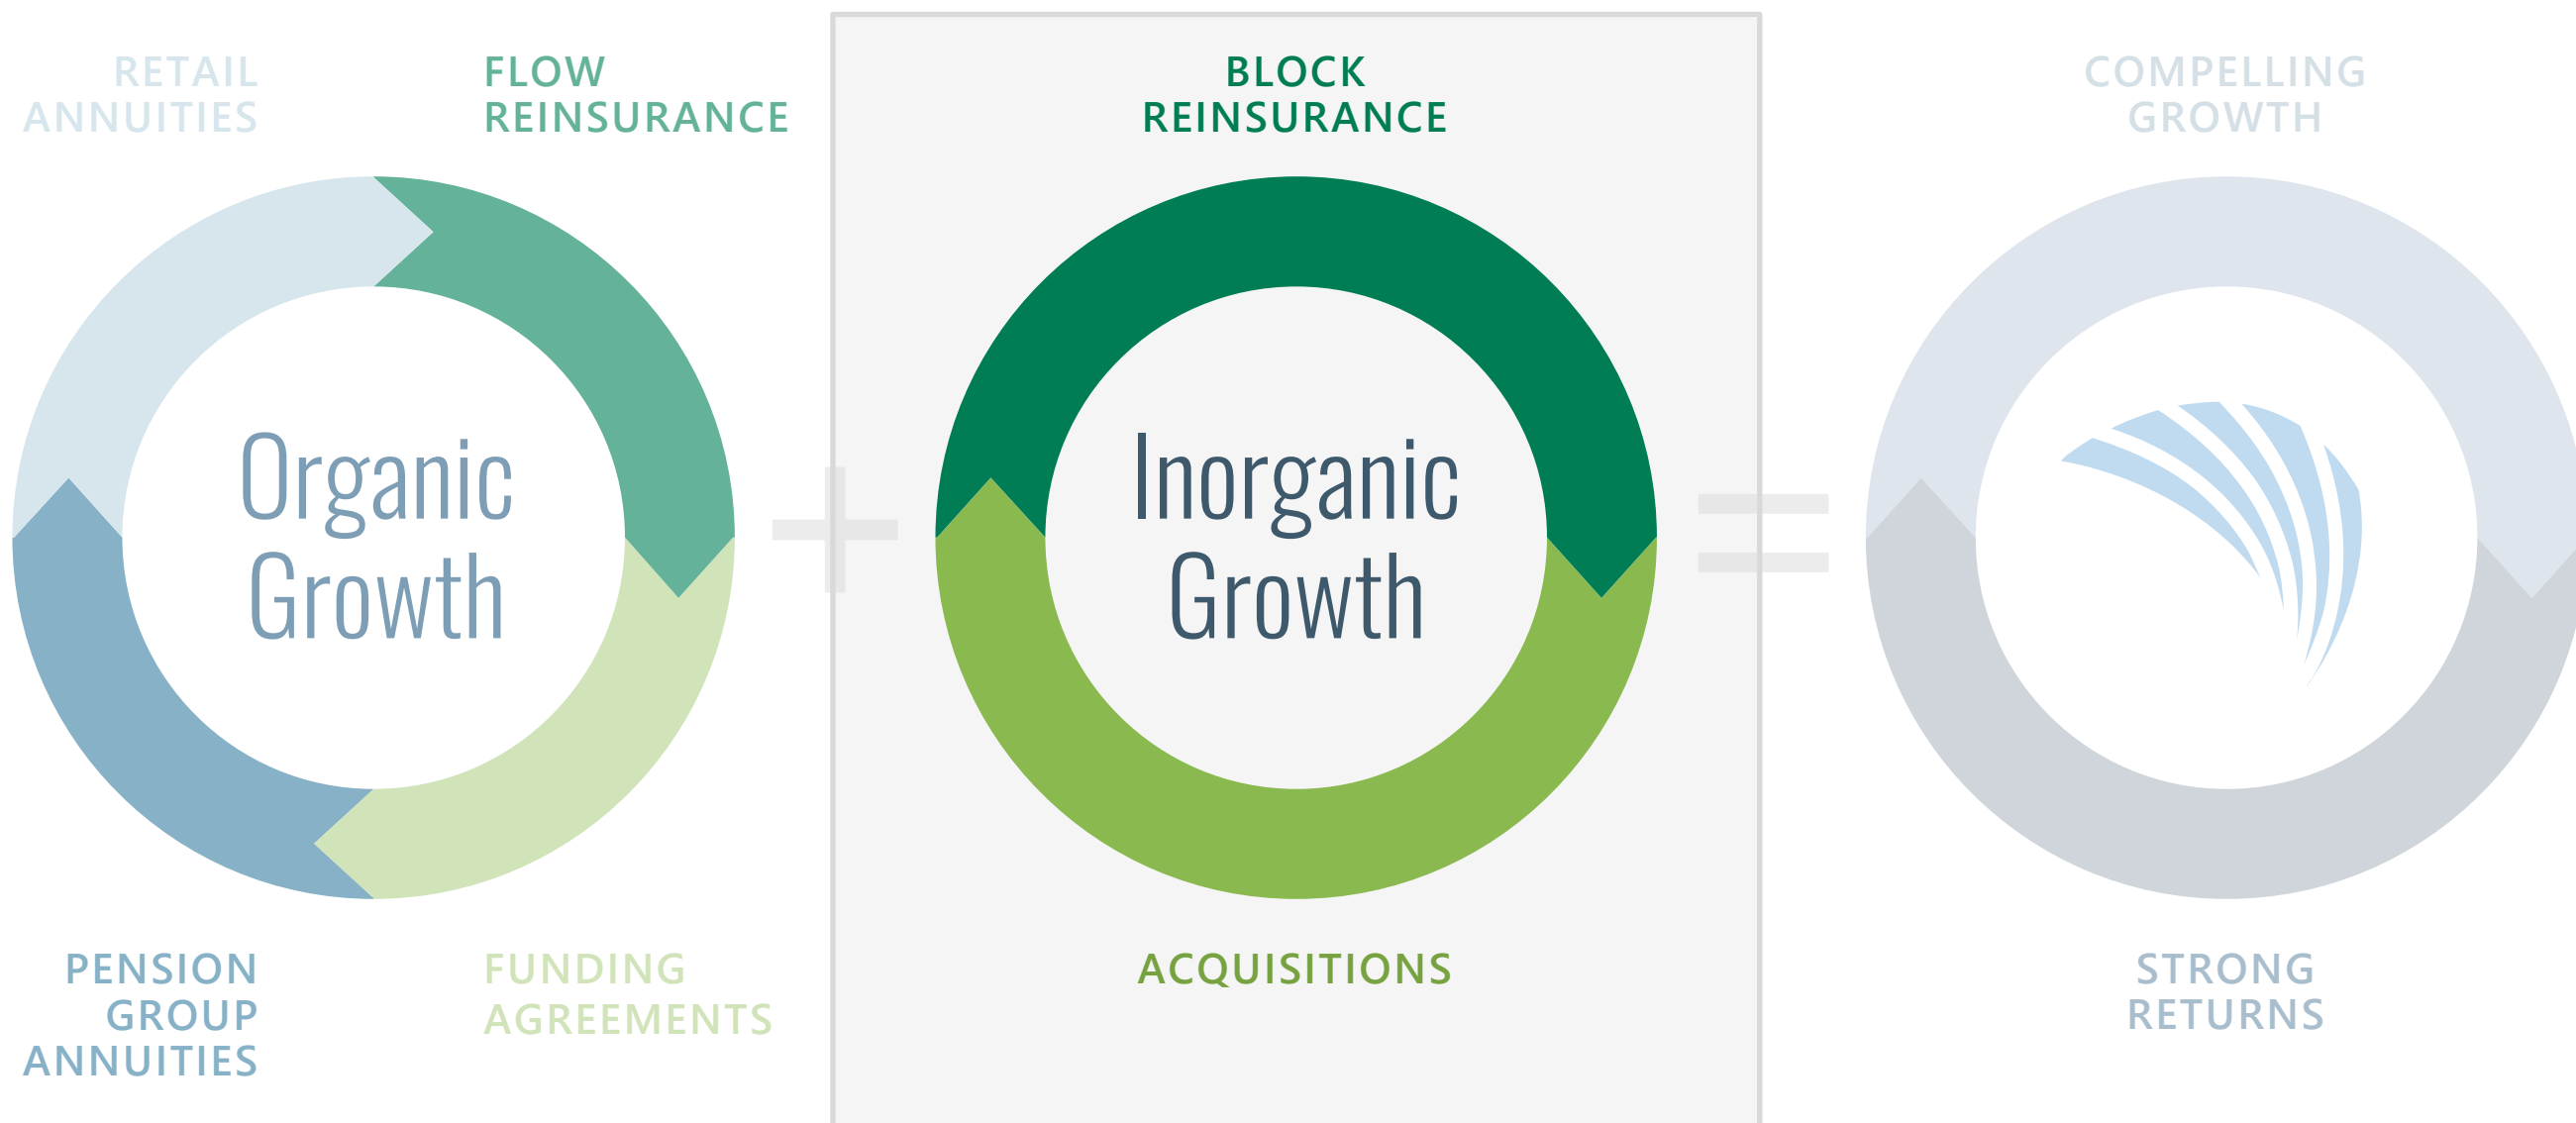 RETAIL
ANNUITIES
FLOW
REINSURANCE
Organic
Growth
PENSION
GROUP
ANNUITIES
FUNDING
AGREEMENTS
+
BLOCK
REINSURANCE
Inorganic
Growth
ACQUISITIONS
=
COMPELLING
GROWTH
STRONG
RETURNS